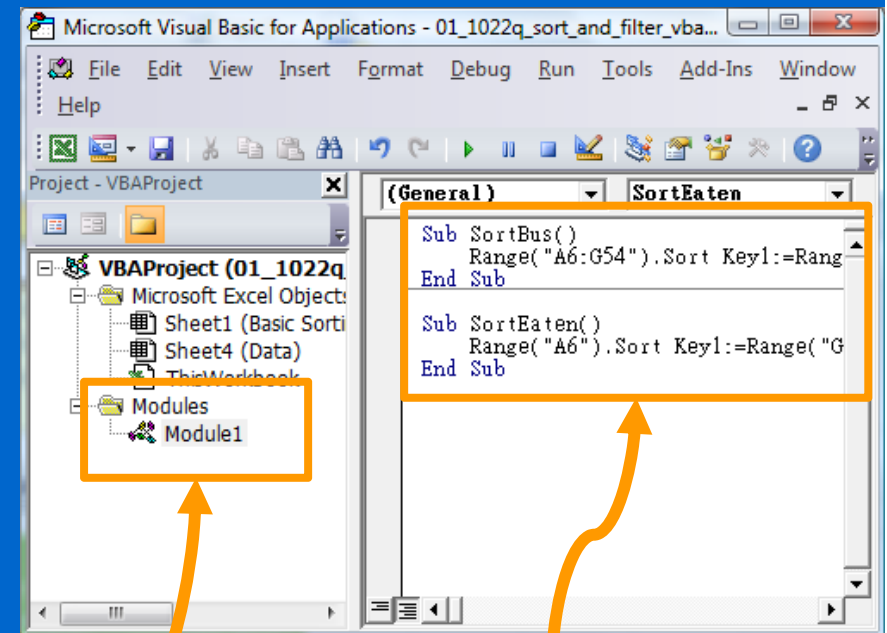 Microsoft Visual Basic for Applications - 01_1022q_sort_and_filter_vba...
File Edit View Insert Format Debug Run Tools Add-Ins Window
Help
Project - VBAProject
(General) SortEaten
VBAProject (01_1022q
Microsoft Excel Objects
Sheet1 (Basic Sorti
Sheet4 (Data)
ThisWorkbook
Modules
Module1
Sub SortBus()
Range("A6:G54").Sort Key1:=Rang
End Sub
Sub SortEaten()
Range("A6").Sort Key1:=Range("G
End Sub